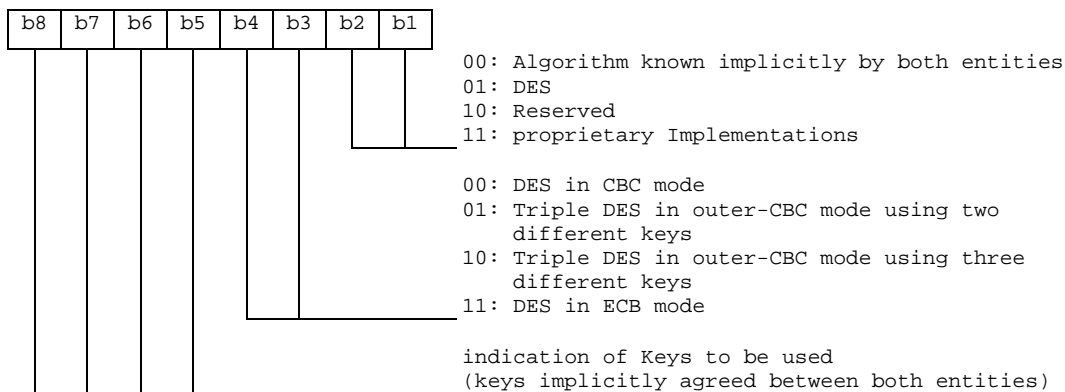 b8 b7 b6 b5 b4 b3 b2 b1
00: Algorithm known implicitly by both entities
01: DES
10: Reserved
11: proprietary Implementations
00: DES in CBC mode
01: Triple DES in outer-CBC mode using two
different keys
10: Triple DES in outer-CBC mode using three
different keys
11: DES in ECB mode
indication of Keys to be used
(keys implicitly agreed between both entities)